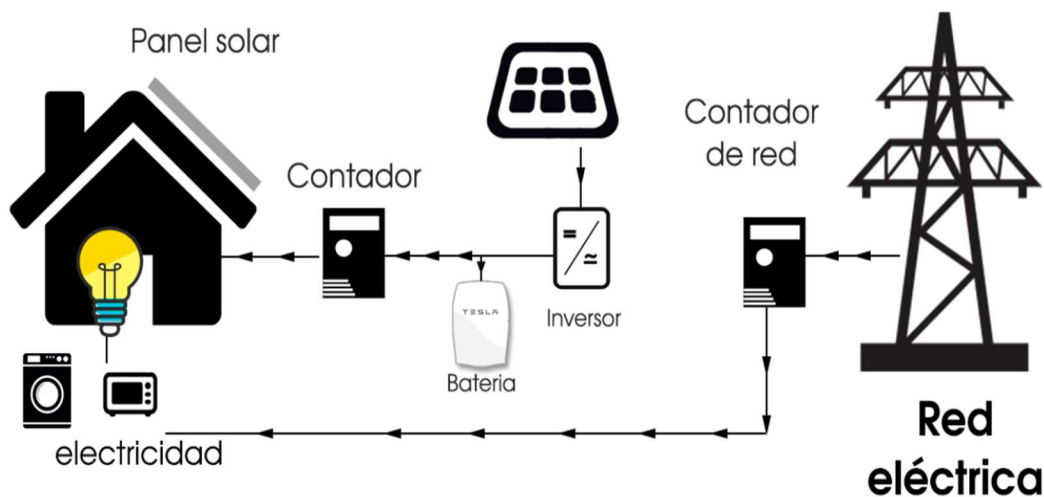 Panel solar
Contador
Contador
de red
TESLA
Inversor
Bateria
electricidad
Red
eléctrica